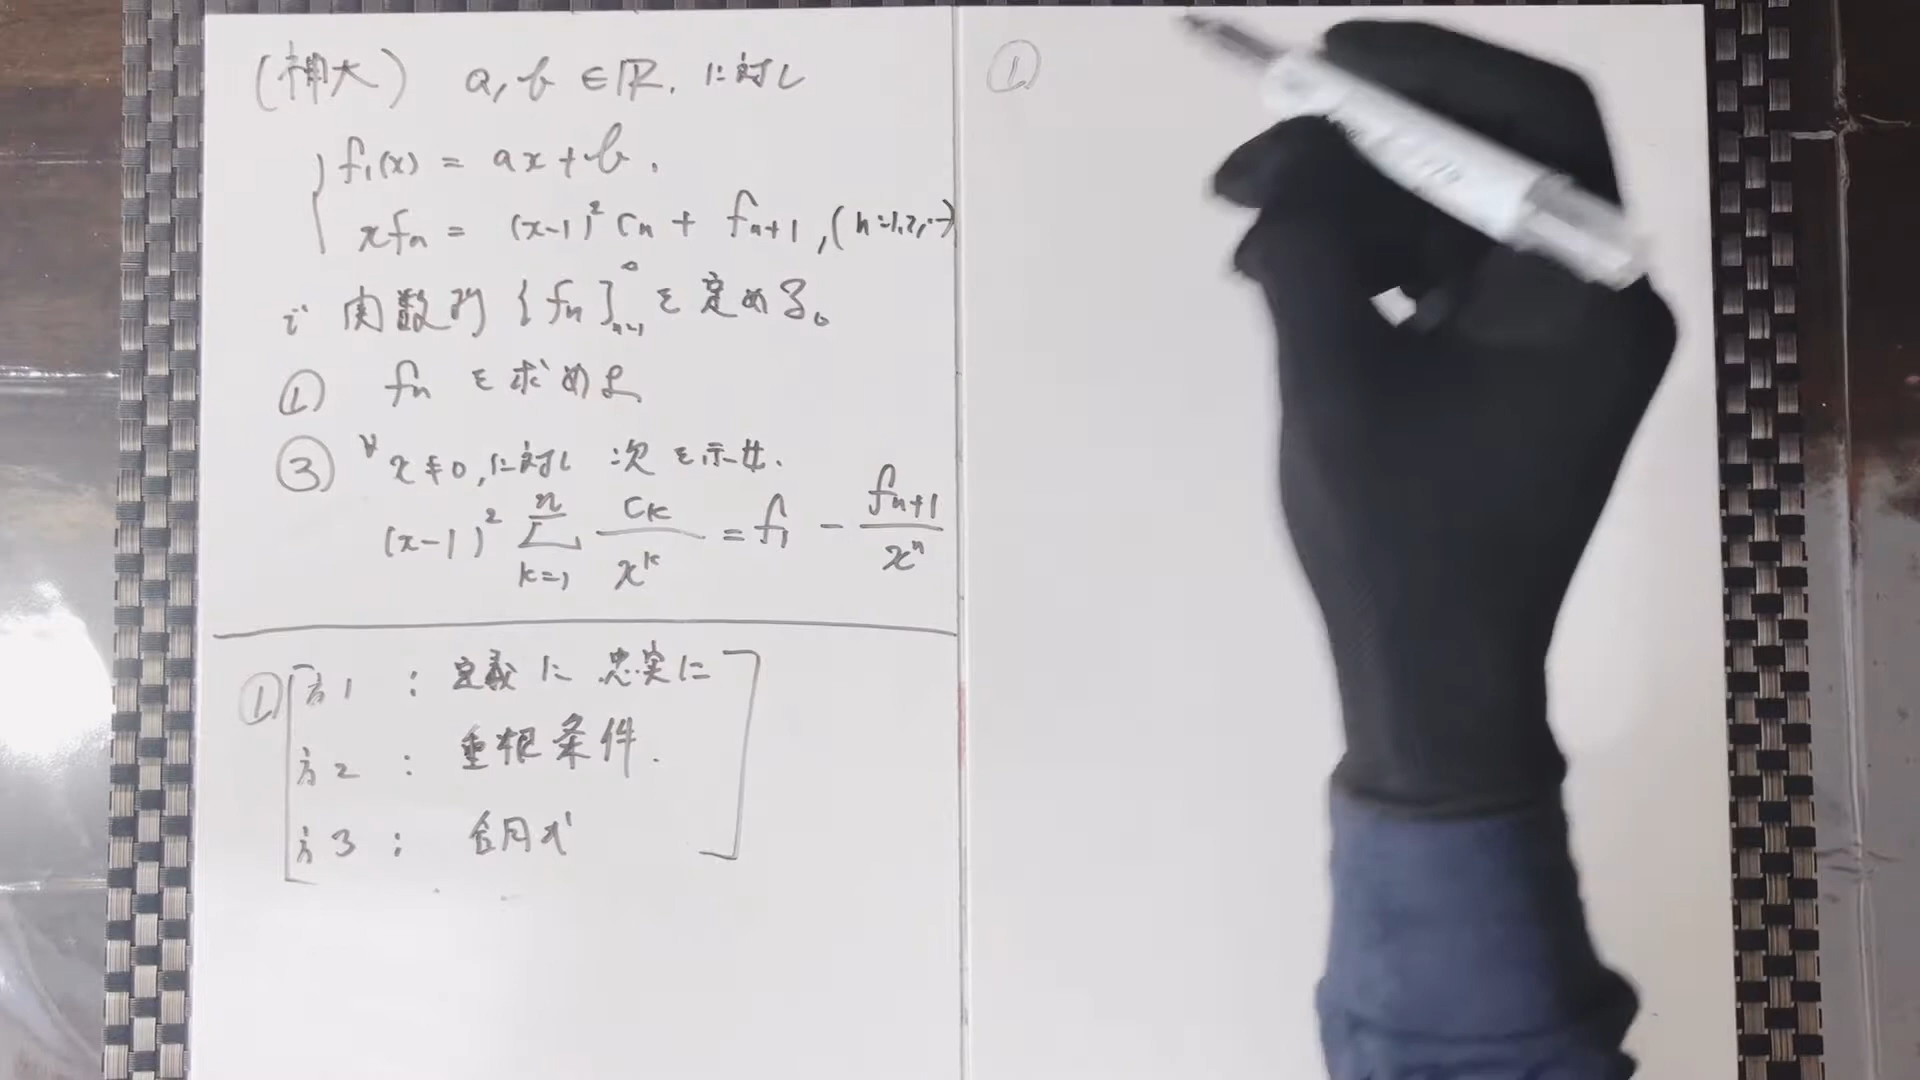 (神大) a, b ∈ ℝ, に対し
f₁(x) = ax + b,
xfₙ = (x-1)² Cₙ + fₙ₊₁, (n=1,2,…)
で 関数列 {fₙ}ₙ₌₁^∞ を定める。
① fₙ を求めよ
③ ∀x≠0, に対し 次を示せ.
(x-1)² Σ_{k=1}^{n} Cₖ/xᵏ = f₁ - fₙ₊₁/xⁿ
① 方1 : 定義に 忠実に
方2 : 重根条件.
方3 : 合同式
①